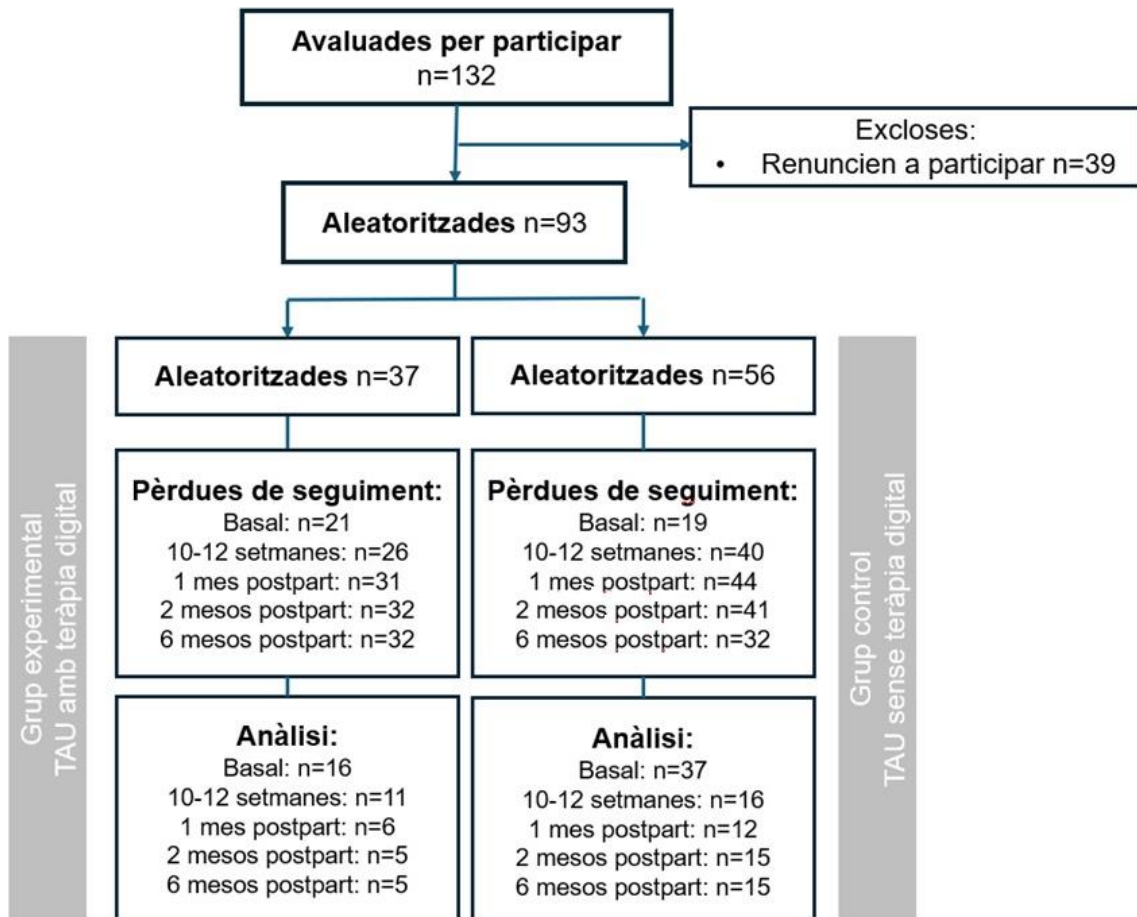 Avaluades per participar
n=132
Excloses:
• Renuncien a participar n=39
Aleatoritzades n=93
Grup experimental
TAU amb teràpia digital
Aleatoritzades n=37
Pèrdues de seguiment:
Basal: n=21
10-12 setmanes: n=26
1 mes postpart: n=31
2 mesos postpart: n=32
6 mesos postpart: n=32
Anàlisi:
Basal: n=16
10-12 setmanes: n=11
1 mes postpart: n=6
2 mesos postpart: n=5
6 mesos postpart: n=5
Aleatoritzades n=56
Pèrdues de seguiment:
Basal: n=19
10-12 setmanes: n=40
1 mes postpart: n=44
2 mesos postpart: n=41
6 mesos postpart: n=32
Anàlisi:
Basal: n=37
10-12 setmanes: n=16
1 mes postpart: n=12
2 mesos postpart: n=15
6 mesos postpart: n=15
Grup control
TAU sense teràpia digital